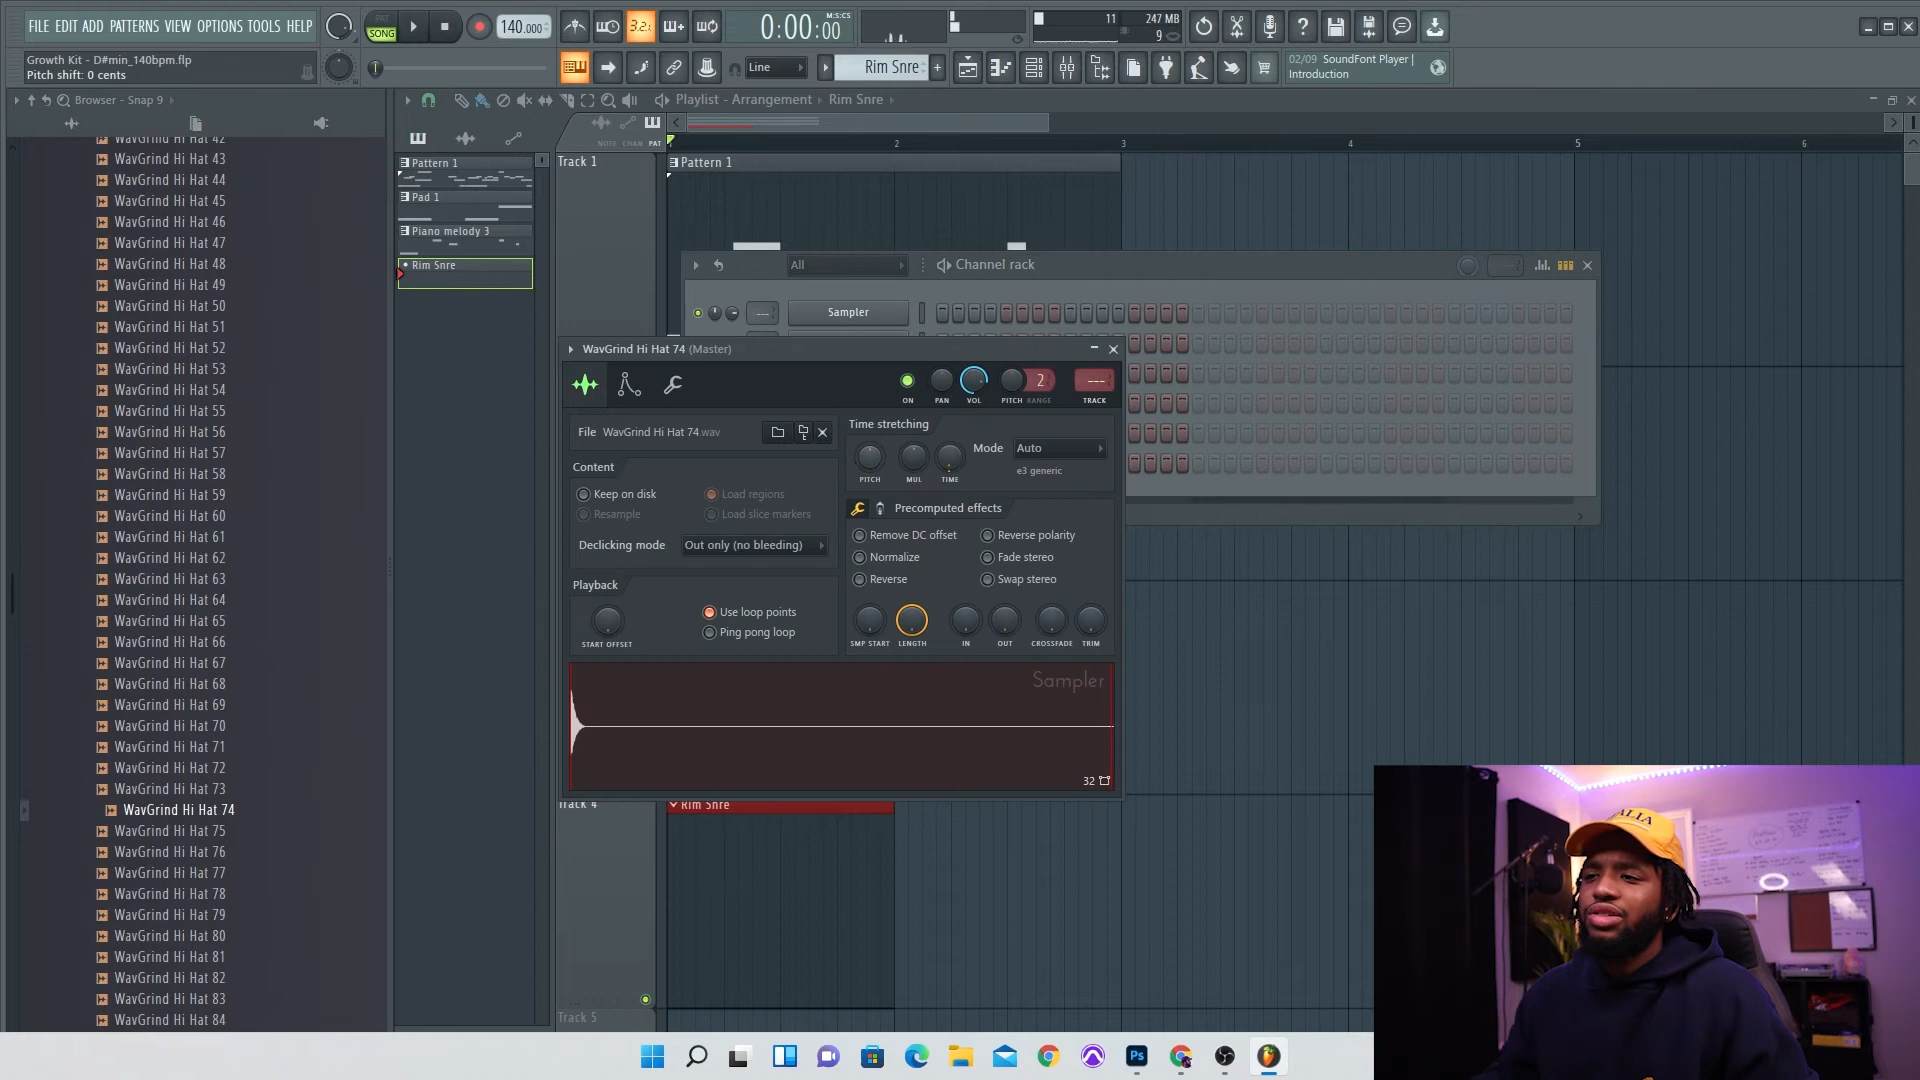 FILE EDIT ADD PATTERNS VIEW OPTIONS TOOLS HELP
PAT
SONG
140.000
3.2.
M:S:CS
0:00:00
11
247 MB
9
Growth Kit - D#min_140bpm.flp
Pitch shift: 0 cents
Line
Rim Snre
02/09 SoundFont Player |
Introduction
Browser - Snap 9
Playlist - Arrangement
Rim Snre
NOTE CHAN PAT
2
3
4
5
6
WavGrind Hi Hat 42
WavGrind Hi Hat 43
WavGrind Hi Hat 44
WavGrind Hi Hat 45
WavGrind Hi Hat 46
WavGrind Hi Hat 47
WavGrind Hi Hat 48
WavGrind Hi Hat 49
WavGrind Hi Hat 50
WavGrind Hi Hat 51
WavGrind Hi Hat 52
WavGrind Hi Hat 53
WavGrind Hi Hat 54
WavGrind Hi Hat 55
WavGrind Hi Hat 56
WavGrind Hi Hat 57
WavGrind Hi Hat 58
WavGrind Hi Hat 59
WavGrind Hi Hat 60
WavGrind Hi Hat 61
WavGrind Hi Hat 62
WavGrind Hi Hat 63
WavGrind Hi Hat 64
WavGrind Hi Hat 65
WavGrind Hi Hat 66
WavGrind Hi Hat 67
WavGrind Hi Hat 68
WavGrind Hi Hat 69
WavGrind Hi Hat 70
WavGrind Hi Hat 71
WavGrind Hi Hat 72
WavGrind Hi Hat 73
WavGrind Hi Hat 74
WavGrind Hi Hat 75
WavGrind Hi Hat 76
WavGrind Hi Hat 77
WavGrind Hi Hat 78
WavGrind Hi Hat 79
WavGrind Hi Hat 80
WavGrind Hi Hat 81
WavGrind Hi Hat 82
WavGrind Hi Hat 83
WavGrind Hi Hat 84
Pattern 1
Pad 1
Piano melody 3
Rim Snre
Track 1
Pattern 1
All
Channel rack
---
Sampler
WavGrind Hi Hat 74 (Master)
2
---
ON
PAN
VOL
PITCH
RANGE
TRACK
File WavGrind Hi Hat 74.wav
Content
Keep on disk
Load regions
Resample
Load slice markers
Declicking mode
Out only (no bleeding)
Playback
START OFFSET
Use loop points
Ping pong loop
Time stretching
PITCH
MUL
TIME
Mode
Auto
e3 generic
Precomputed effects
Remove DC offset
Reverse polarity
Normalize
Fade stereo
Reverse
Swap stereo
SMP START
LENGTH
IN
OUT
CROSSFADE
TRIM
Sampler
32
Track 4
Rim Snre
Track 5
Ps